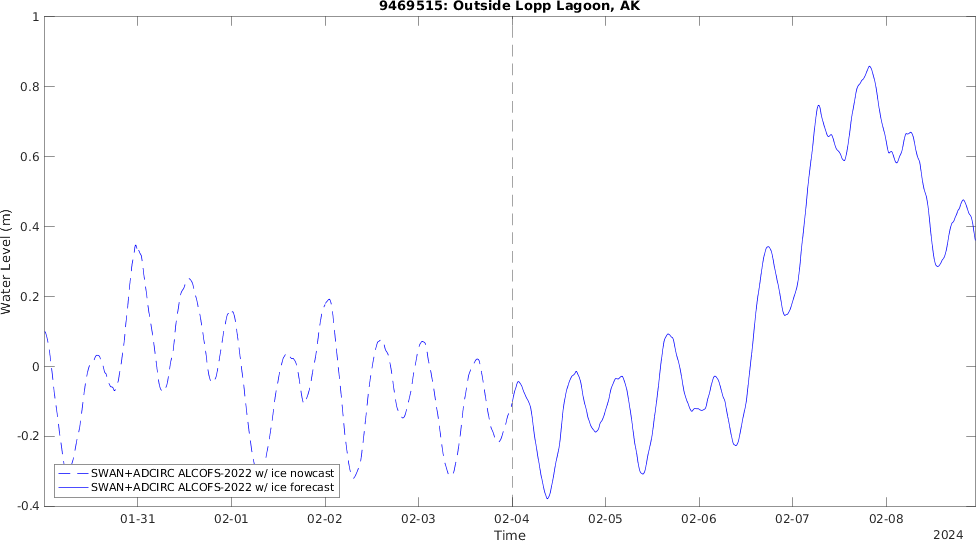 9469515: Outside Lopp Lagoon, AK
1
0.8
0.6
0.4
0.2
0
-0.2
-0.4
Water Level (m)
SWAN+ADCIRC ALCOFS-2022 w/ ice nowcast
SWAN+ADCIRC ALCOFS-2022 w/ ice forecast
01-31 02-01 02-02 02-03 02-04 02-05 02-06 02-07 02-08
Time
2024